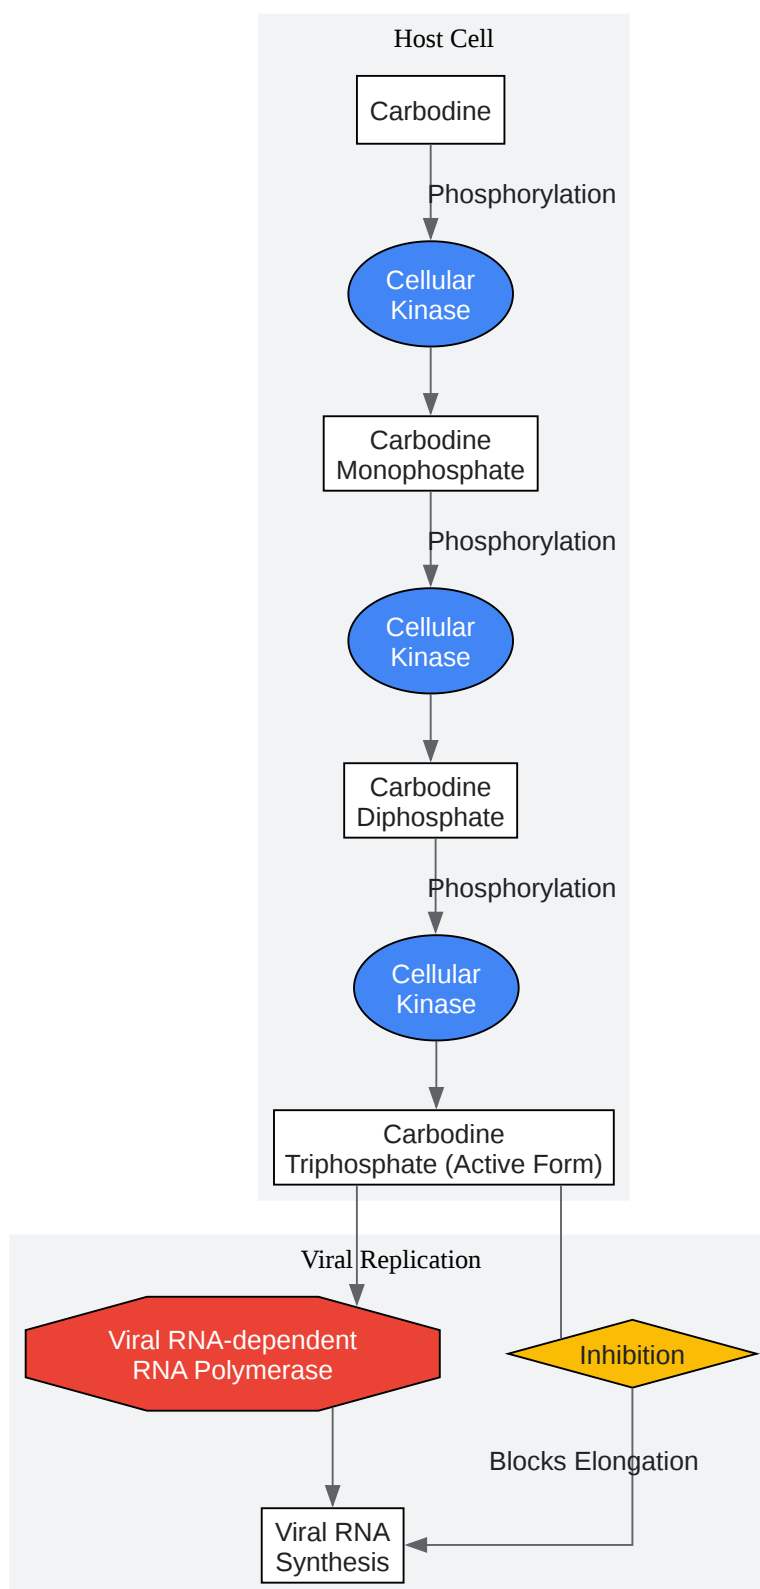 Host Cell
Carbodine
Phosphorylation
Cellular
Kinase
Carbodine
Monophosphate
Phosphorylation
Cellular
Kinase
Carbodine
Diphosphate
Phosphorylation
Cellular
Kinase
Carbodine
Triphosphate (Active Form)
Viral Replication
Viral RNA-dependent
RNA Polymerase
Inhibition
Blocks Elongation
Viral RNA
Synthesis